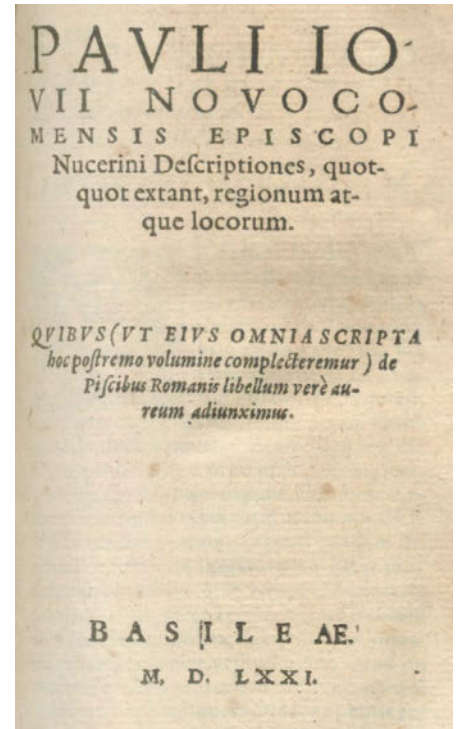 PAVLI IO-
VII NOVOCO-
MENSIS EPISCOPI
Nucerini Deſcriptiones, quot-
quot extant, regionum at-
que locorum.
QVIBVS (VT EIVS OMNIA SCRIPTA
hoc poſtremo volumine complecteremur) de
Piſcibus Romanis libellum verè au-
reum adiunximus.
BASILEAE.
M. D. LXXI.